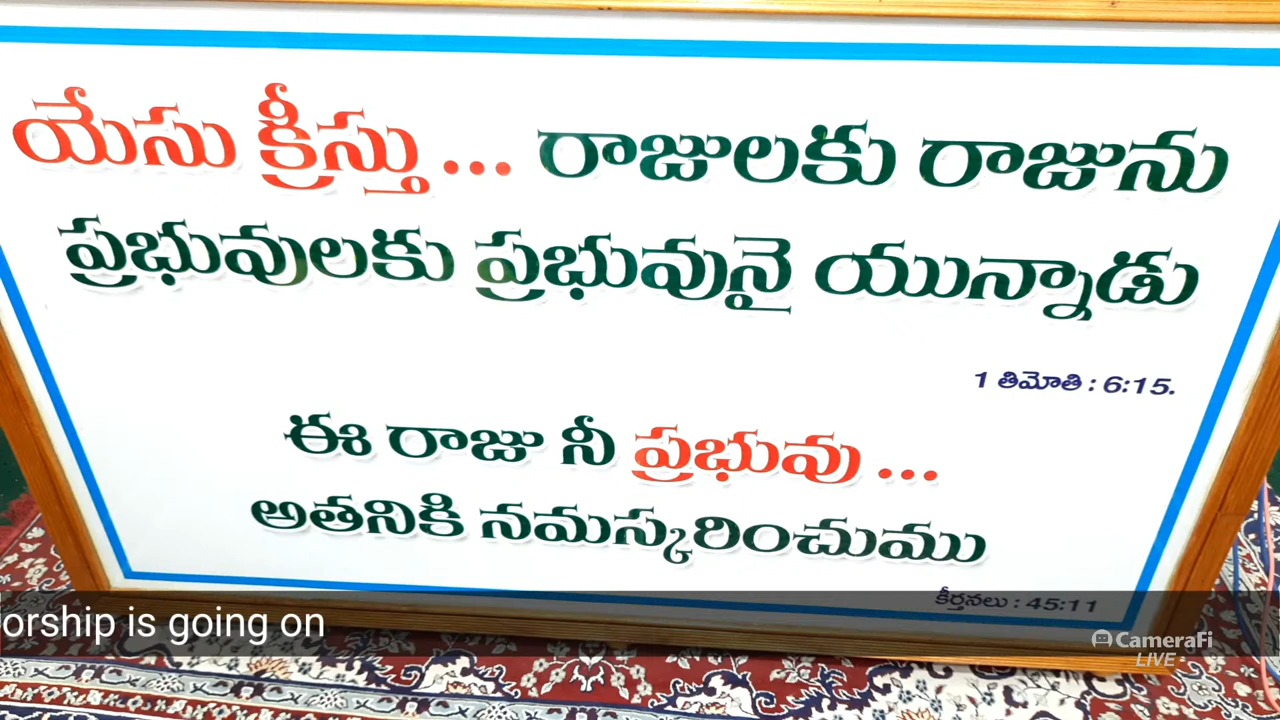 యేసు క్రీస్తు ... రాజులకు రాజును
ప్రభువులకు ప్రభువునై యున్నాడు
1 తిమోతి : 6:15.
ఈ రాజు నీ ప్రభువు ...
అతనికి నమస్కరించుము
కీర్తనలు : 45:11
orship is going on
CameraFi
LIVE